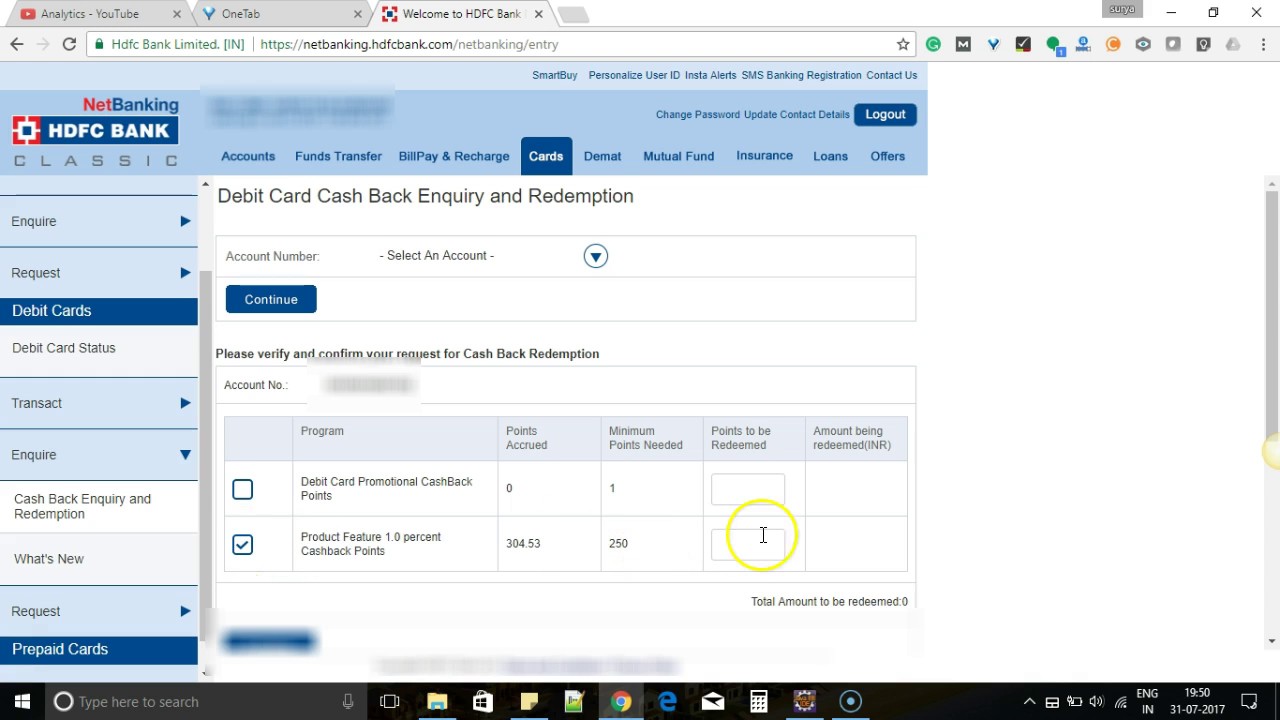 Analytics - YouTube
OneTab
Welcome to HDFC Bank
surya
Hdfc Bank Limited. [IN]
https://netbanking.hdfcbank.com/netbanking/entry
SmartBuy Personalize User ID Insta Alerts SMS Banking Registration Contact Us
NetBanking
HDFC BANK
CLASSIC
Change Password Update Contact Details Logout
Accounts Funds Transfer BillPay & Recharge Cards Demat Mutual Fund Insurance Loans Offers
Enquire
Request
Debit Cards
Debit Card Status
Transact
Enquire
Cash Back Enquiry and
Redemption
What's New
Request
Prepaid Cards
Debit Card Cash Back Enquiry and Redemption
Account Number: - Select An Account -
Continue
Please verify and confirm your request for Cash Back Redemption
Account No.:
Program
Points
Accrued
Minimum
Points Needed
Points to be
Redeemed
Amount being
redeemed(INR)
Debit Card Promotional CashBack
Points
0
1
Product Feature 1.0 percent
Cashback Points
304.53
250
Total Amount to be redeemed:0
Type here to search
ENG
IN
19:50
31-07-2017